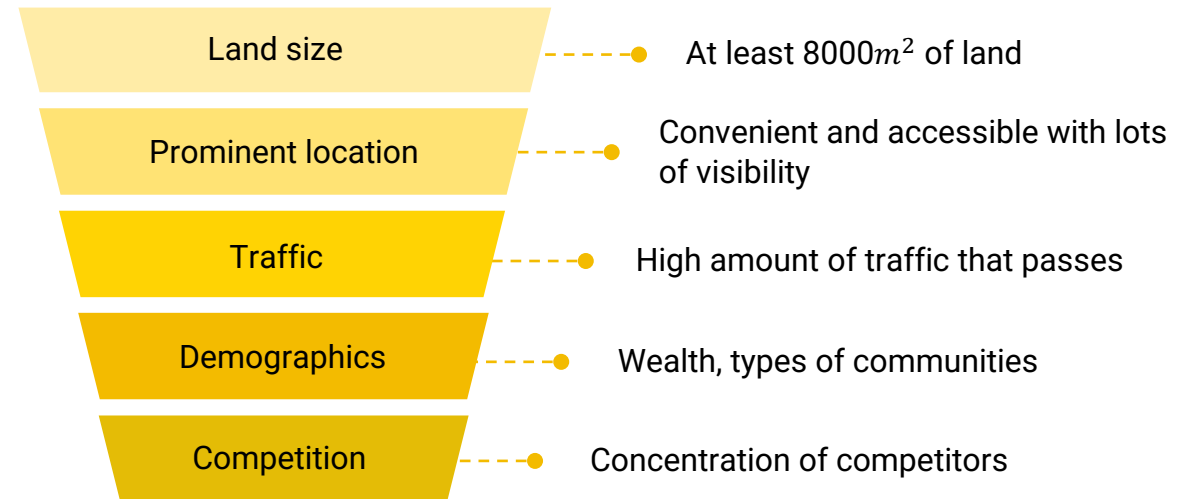 Land size
At least 8000𝑚² of land
Prominent location
Convenient and accessible with lots
of visibility
Traffic
High amount of traffic that passes
Demographics
Wealth, types of communities
Competition
Concentration of competitors